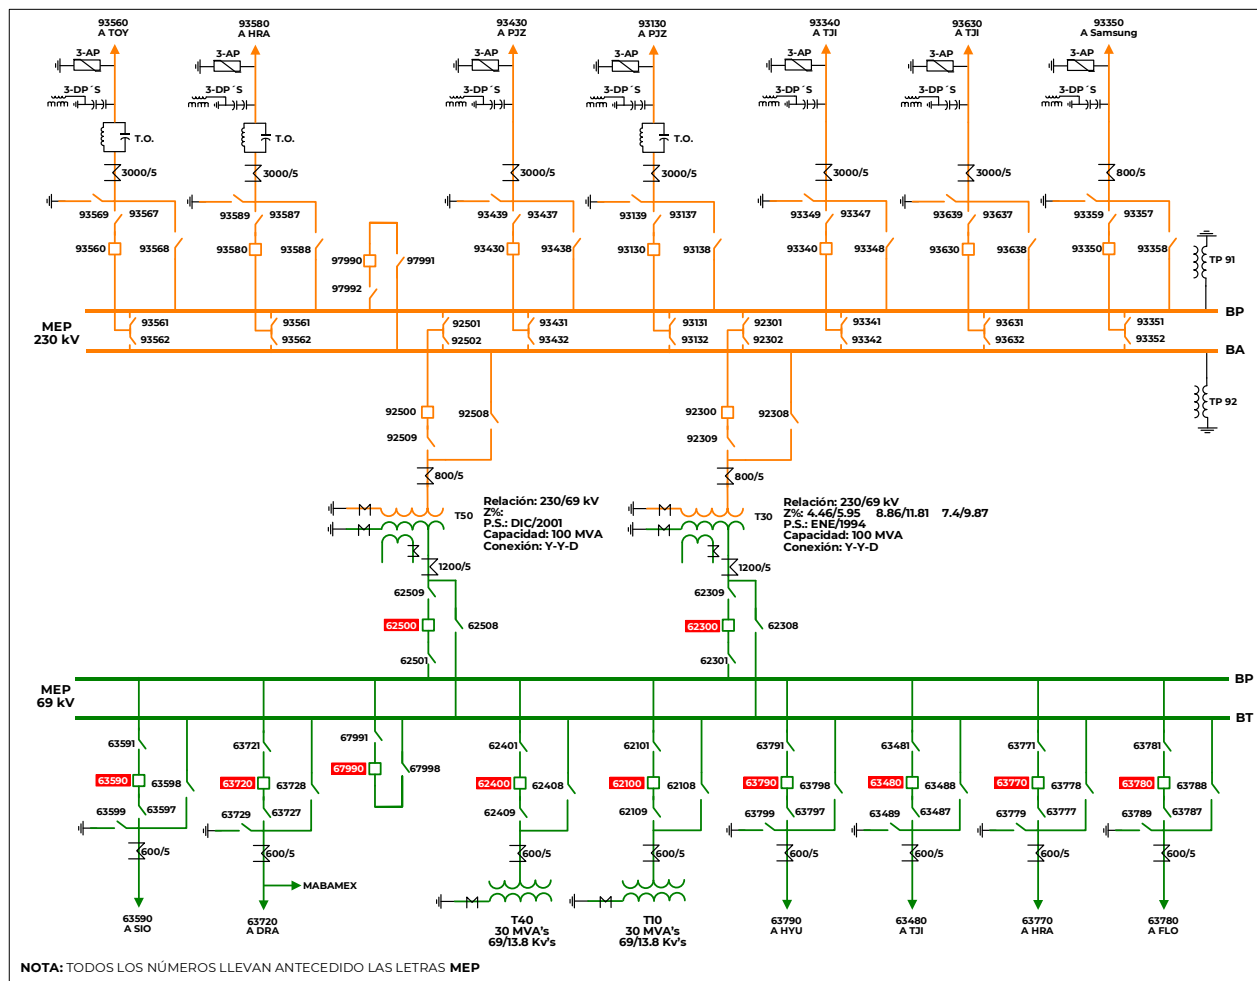 93560
A TOY
93580
A HRA
93430
A PJZ
93130
A PJZ
93340
A TJI
93630
A TJI
93350
A Samsung
3-AP
3-AP
3-AP
3-AP
3-AP
3-AP
3-AP
3-DP´S
3-DP´S
3-DP´S
3-DP´S
3-DP´S
3-DP´S
3-DP´S
T.O.
T.O.
T.O.
3000/5
3000/5
3000/5
3000/5
3000/5
3000/5
800/5
93569
93567
93589
93587
93439
93437
93139
93137
93349
93347
93639
93637
93359
93357
93560
93568
93580
93588
97990
97991
93430
93438
93130
93138
93340
93348
93630
93638
93350
93358
TP 91
97992
BP
MEP
230 kV
93561
93562
93561
93562
92501
92502
93431
93432
93131
93132
92301
92302
93341
93342
93631
93632
93351
93352
BA
TP 92
92500
92508
92509
92300
92308
92309
800/5
800/5
T50
Relación: 230/69 kV
Z%:
P.S.: DIC/2001
Capacidad: 100 MVA
Conexión: Y-Y-D
T30
Relación: 230/69 kV
Z%: 4.46/5.95 8.86/11.81 7.4/9.87
P.S.: ENE/1994
Capacidad: 100 MVA
Conexión: Y-Y-D
1200/5
1200/5
62509
62309
62500
62508
62300
62308
62501
62301
MEP
69 kV
BP
BT
63591
63721
67991
62401
62101
63791
63481
63771
63781
63590
63598
63720
63728
67990
67998
62400
62408
62100
62108
63790
63798
63480
63488
63770
63778
63780
63788
63599
63597
63729
63727
62409
62109
63799
63797
63489
63487
63779
63777
63789
63787
600/5
600/5
600/5
600/5
600/5
600/5
600/5
600/5
MABAMEX
63590
A SIO
63720
A DRA
T40
30 MVA's
69/13.8 Kv's
T10
30 MVA's
69/13.8 Kv's
63790
A HYU
63480
A TJI
63770
A HRA
63780
A FLO
NOTA: TODOS LOS NÚMEROS LLEVAN ANTECEDIDO LAS LETRAS MEP